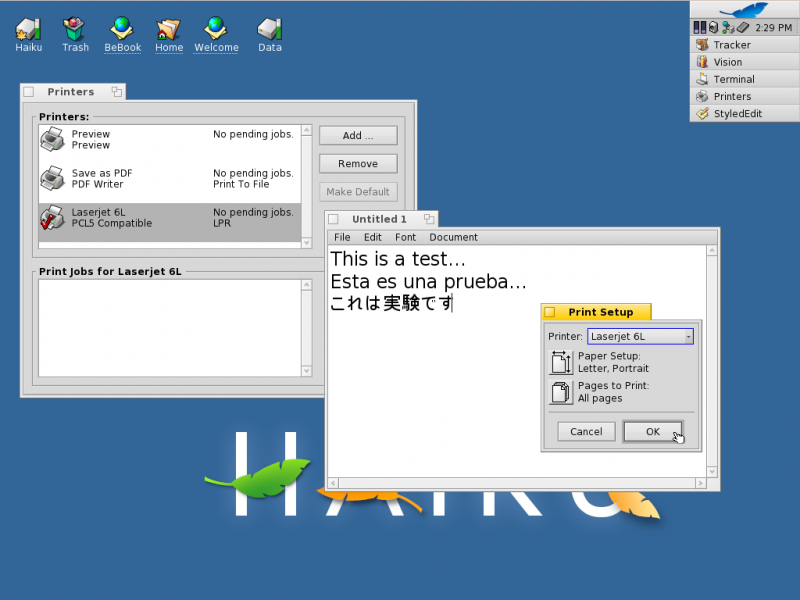 Haiku
Trash
BeBook
Home
Welcome
Data
2:29 PM
Tracker
Vision
Terminal
Printers
StyledEdit
Printers
Printers:
Preview No pending jobs.
Preview
Save as PDF No pending jobs.
PDF Writer Print To File
Laserjet 6L No pending jobs.
PCL5 Compatible LPR
Add ...
Remove
Make Default
Print Jobs for Laserjet 6L
Untitled 1
File Edit Font Document
This is a test...
Esta es una prueba...
これは実験です
Print Setup
Printer: Laserjet 6L
Paper Setup:
Letter, Portrait
Pages to Print:
All pages
Cancel OK
HAIKU